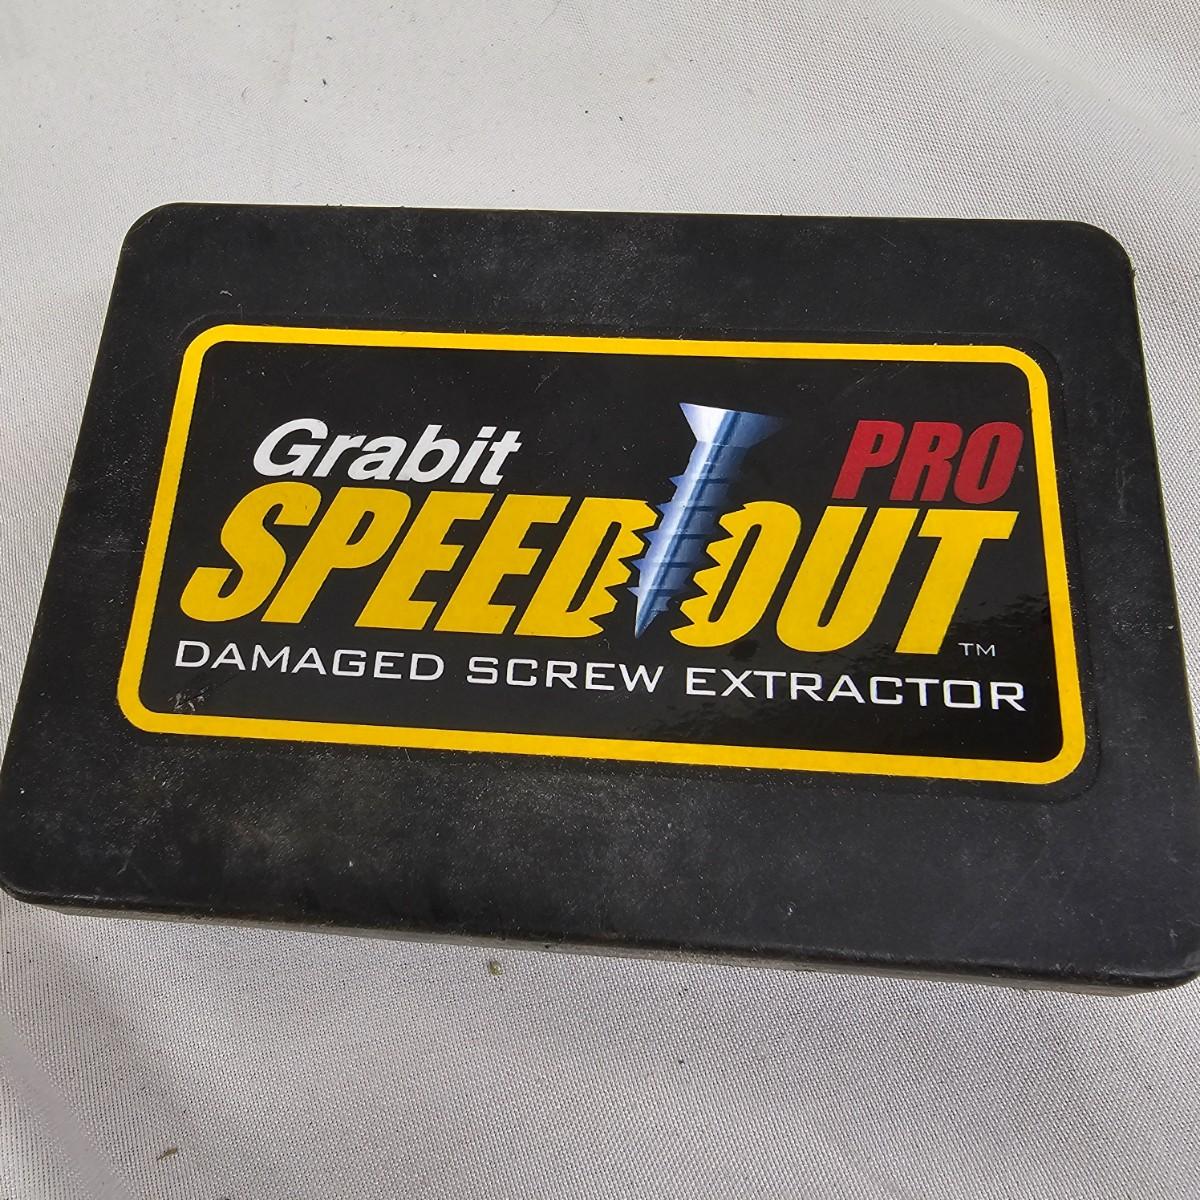 Grabit PRO
SPEEDOUT™
DAMAGED SCREW EXTRACTOR